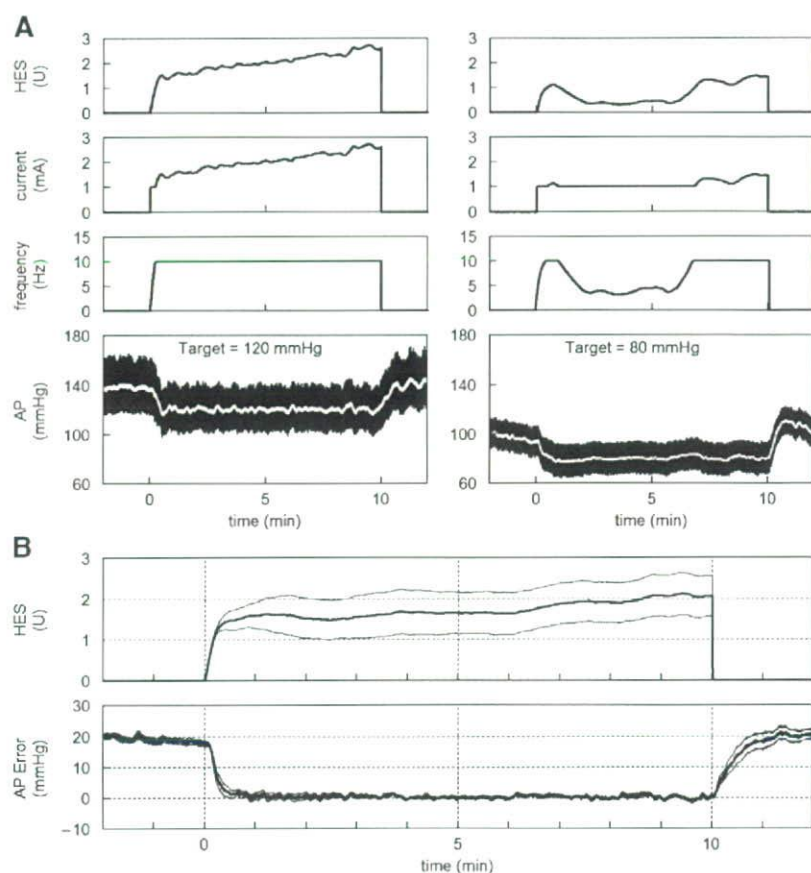 A
HES
(U)
3
2
1
0
3
2
1
0
current
(mA)
3
2
1
0
3
2
1
0
frequency
(Hz)
15
10
5
0
15
10
5
0
AP
(mmHg)
180
140
100
60
Target = 120 mmHg
180
140
100
60
Target = 80 mmHg
0 5 10
time (min)
0 5 10
time (min)
B
HES
(U)
3
2
1
0
AP Error
(mmHg)
30
20
10
0
−10
0 5 10
time (min)